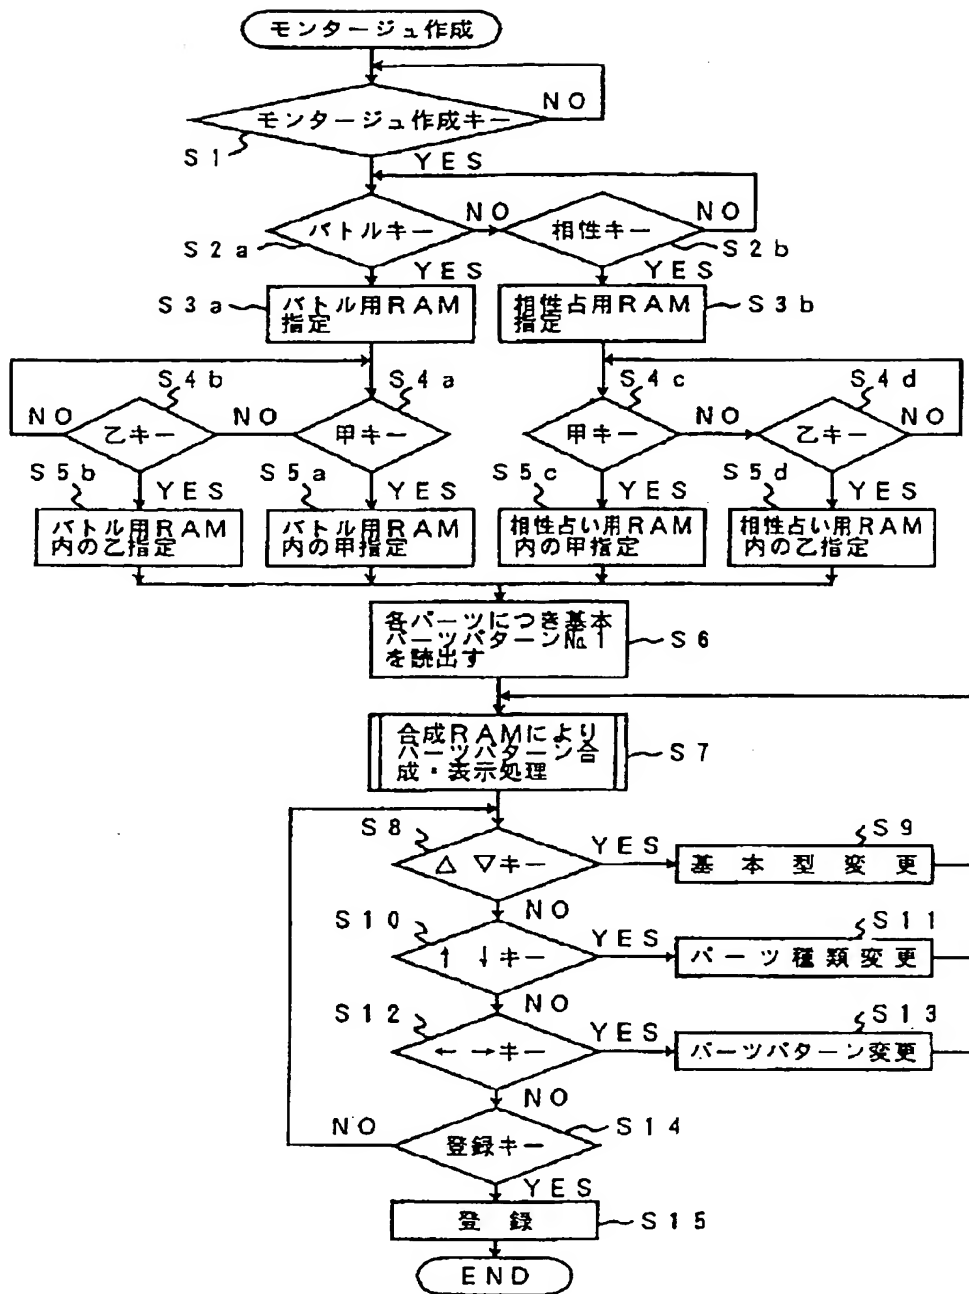 モンタージュ作成
NO
モンタージュ作成キー
S1
YES
NO
NO
バトルキー
相性キー
S2a
S2b
YES
YES
S3a
バトル用RAM
指定
相性占用RAM
指定
S3b
S4b
S4a
S4c
S4d
NO
乙キー
NO
甲キー
甲キー
NO
乙キー
NO
S5b
YES
S5a
YES
S5c
YES
S5d
YES
バトル用RAM
内の乙指定
バトル用RAM
内の甲指定
相性占い用RAM
内の甲指定
相性占い用RAM
内の乙指定
各パーツにつき基本
パーツパターン№1
を読出す
S6
合成RAMにより
パーツパターン合
成・表示処理
S7
S8
△ ▽キー
YES
S9
基本型変更
NO
S10
↑ ↓キー
YES
S11
パーツ種類変更
NO
S12
← →キー
YES
S13
パーツパターン変更
NO
NO
登録キー
S14
YES
登録
S15
END